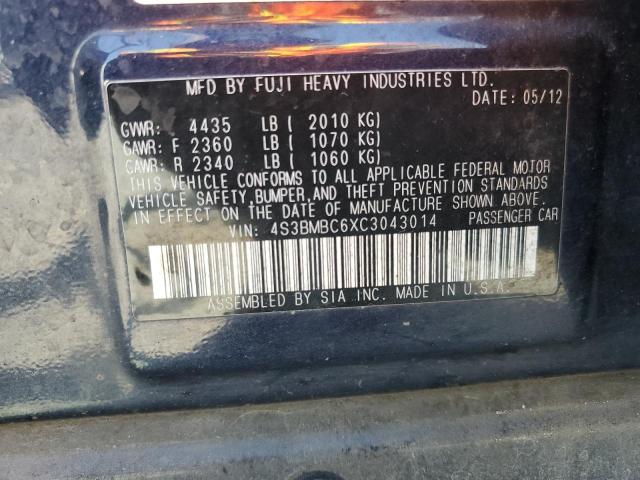 MFD BY FUJI HEAVY INDUSTRIES LTD.
DATE: 05/12
GVWR: 4435 LB ( 2010 KG)
GAWR: F 2360 LB ( 1070 KG)
GAWR: R 2340 LB ( 1060 KG)
THIS VEHICLE CONFORMS TO ALL APPLICABLE FEDERAL MOTOR
VEHICLE SAFETY, BUMPER, AND THEFT PREVENTION STANDARDS
IN EFFECT ON THE DATE OF MANUFACTURE SHOWN ABOVE.
VIN: 4S3BMBC6XC3043014 PASSENGER CAR
ASSEMBLED BY SIA INC. MADE IN U.S.A.